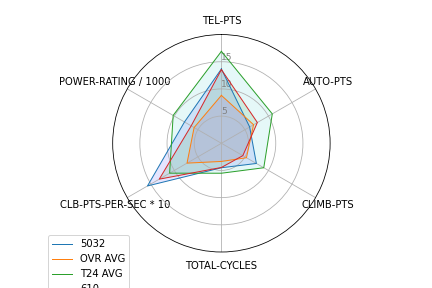 TEL-PTS
POWER-RATING / 1000
AUTO-PTS
15
10
5
CLB-PTS-PER-SEC * 10
CLIMB-PTS
TOTAL-CYCLES
5032
OVR AVG
T24 AVG
610